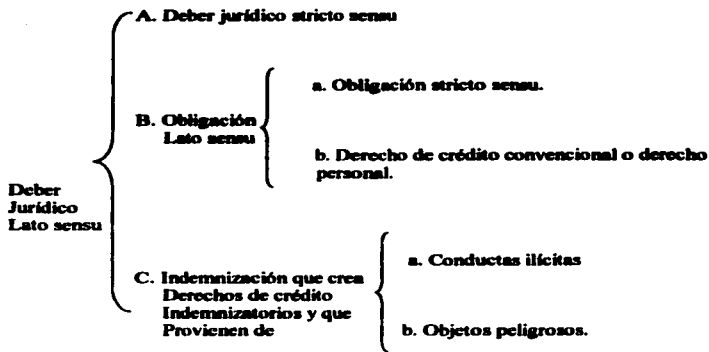 A. Deber jurídico stricto sensu
a. Obligación stricto sensu.
B. Obligación
Lato sensu
b. Derecho de crédito convencional o derecho
personal.
Deber
Jurídico
Lato sensu
C. Indemnización que crea
Derechos de crédito
Indemnizatorios y que
Provienen de
a. Conductas ilícitas
b. Objetos peligrosos.